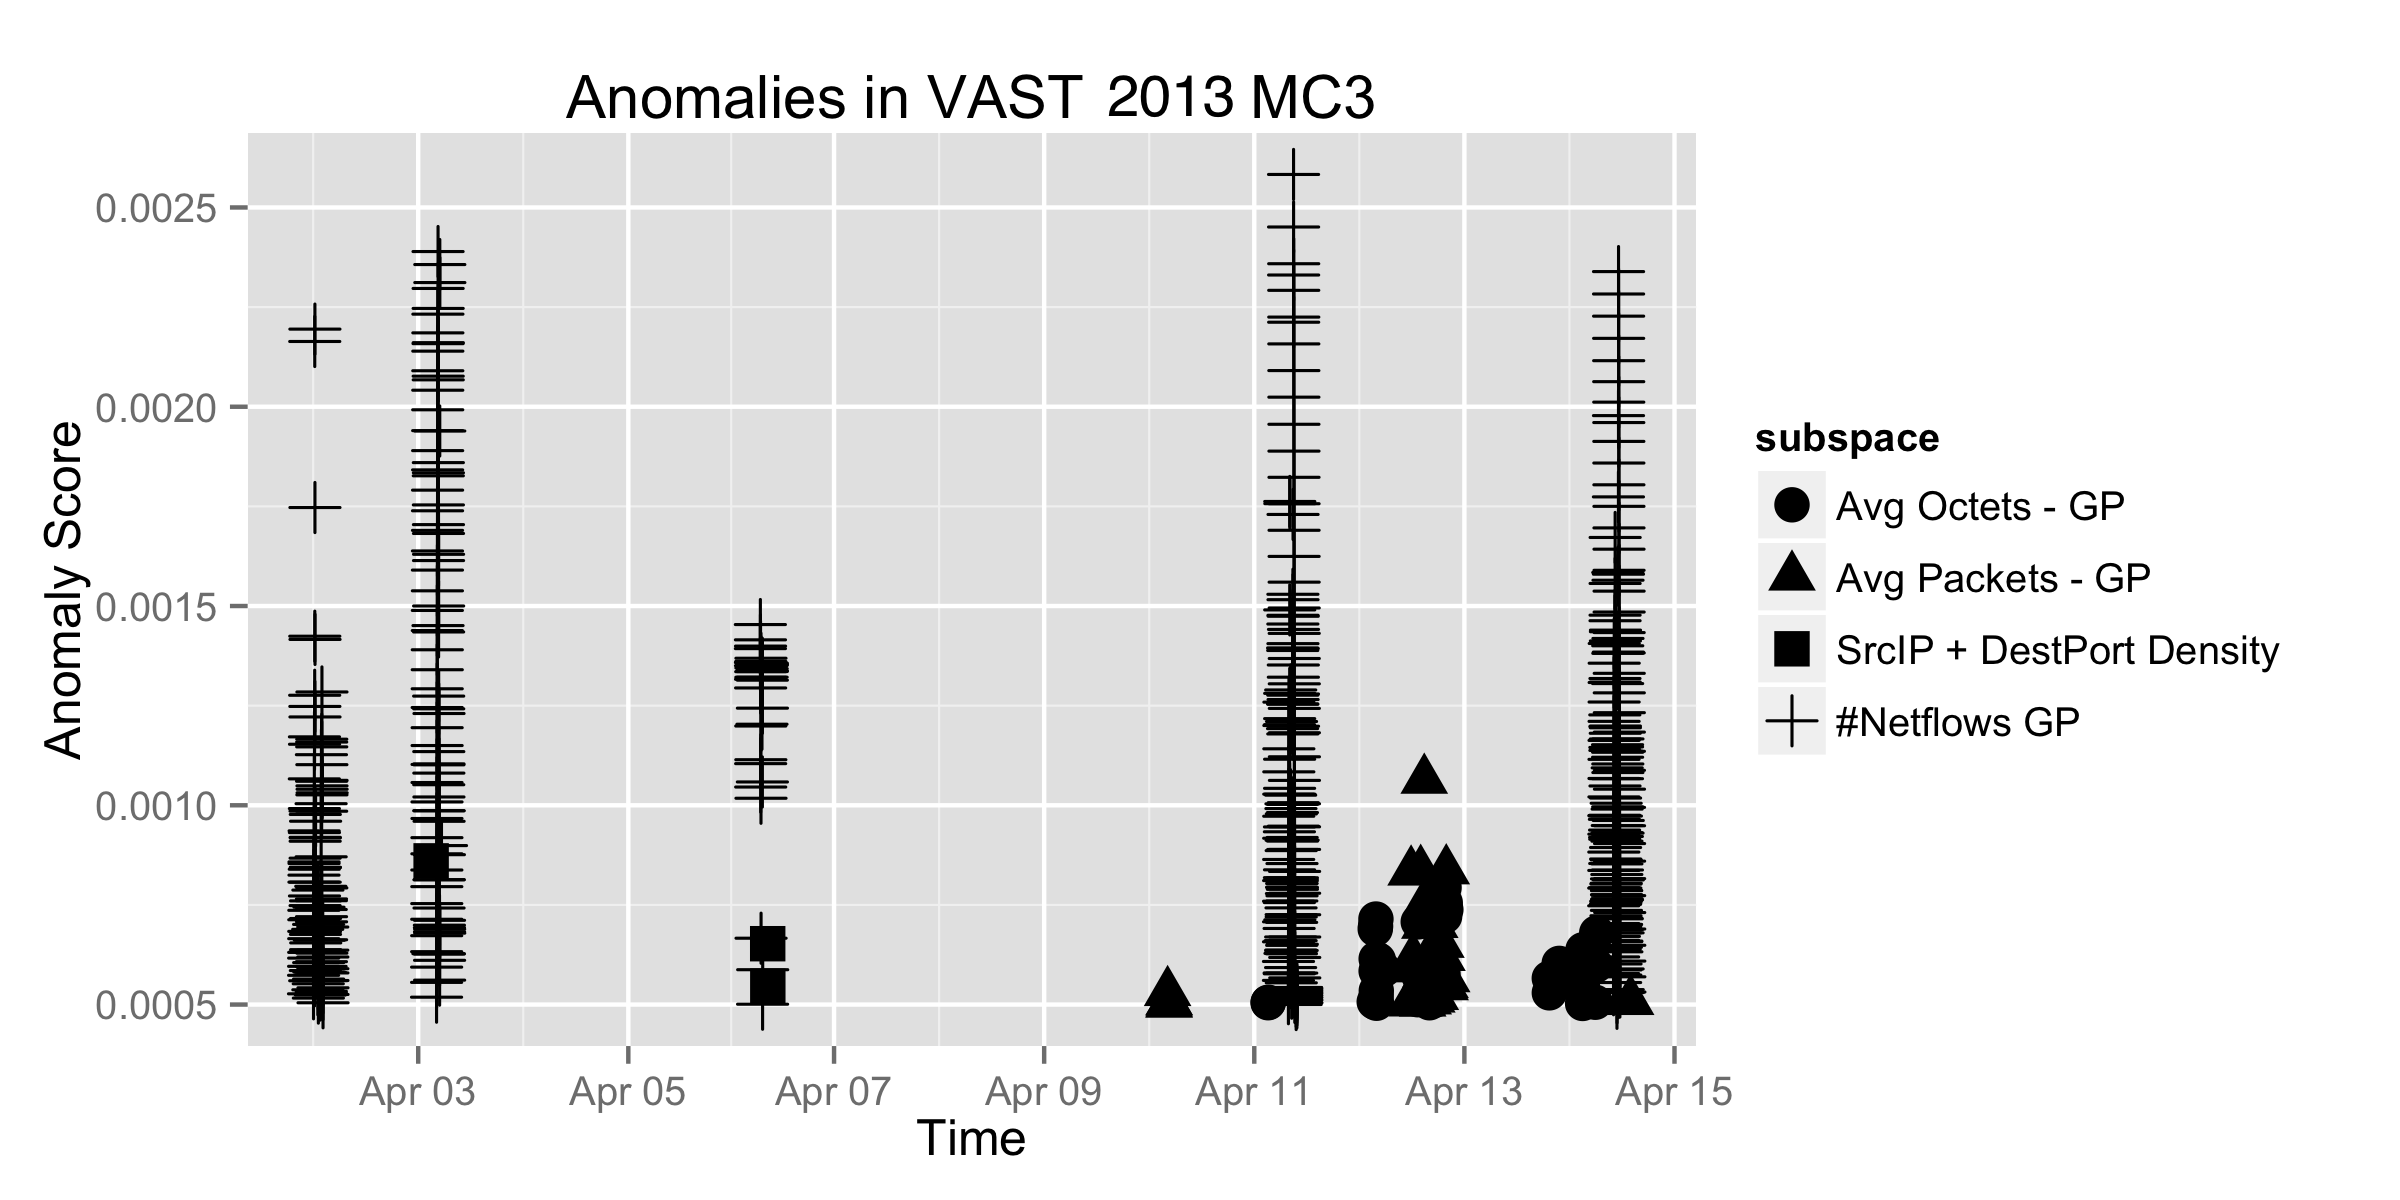 Anomalies in VAST 2013 MC3
Anomaly Score
0.0025
0.0020
0.0015
0.0010
0.0005
Apr 03
Apr 05
Apr 07
Apr 09
Apr 11
Apr 13
Apr 15
Time
subspace
Avg Octets - GP
Avg Packets - GP
SrcIP + DestPort Density
#Netflows GP